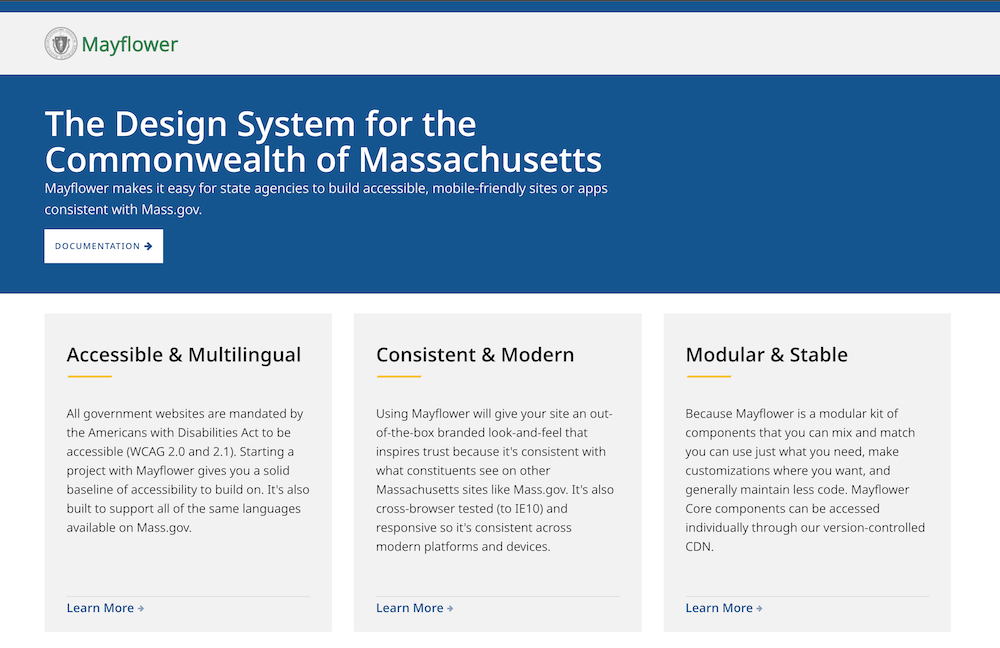 Mayflower
The Design System for the
Commonwealth of Massachusetts
Mayflower makes it easy for state agencies to build accessible, mobile-friendly sites or apps
consistent with Mass.gov.
DOCUMENTATION →
Accessible & Multilingual
All government websites are mandated by
the Americans with Disabilities Act to be
accessible (WCAG 2.0 and 2.1). Starting a
project with Mayflower gives you a solid
baseline of accessibility to build on. It's also
built to support all of the same languages
available on Mass.gov.
Learn More →
Consistent & Modern
Using Mayflower will give your site an out-
of-the-box branded look-and-feel that
inspires trust because it's consistent with
what constituents see on other
Massachusetts sites like Mass.gov. It's also
cross-browser tested (to IE10) and
responsive so it's consistent across
modern platforms and devices.
Learn More →
Modular & Stable
Because Mayflower is a modular kit of
components that you can mix and match
you can use just what you need, make
customizations where you want, and
generally maintain less code. Mayflower
Core components can be accessed
individually through our version-controlled
CDN.
Learn More →